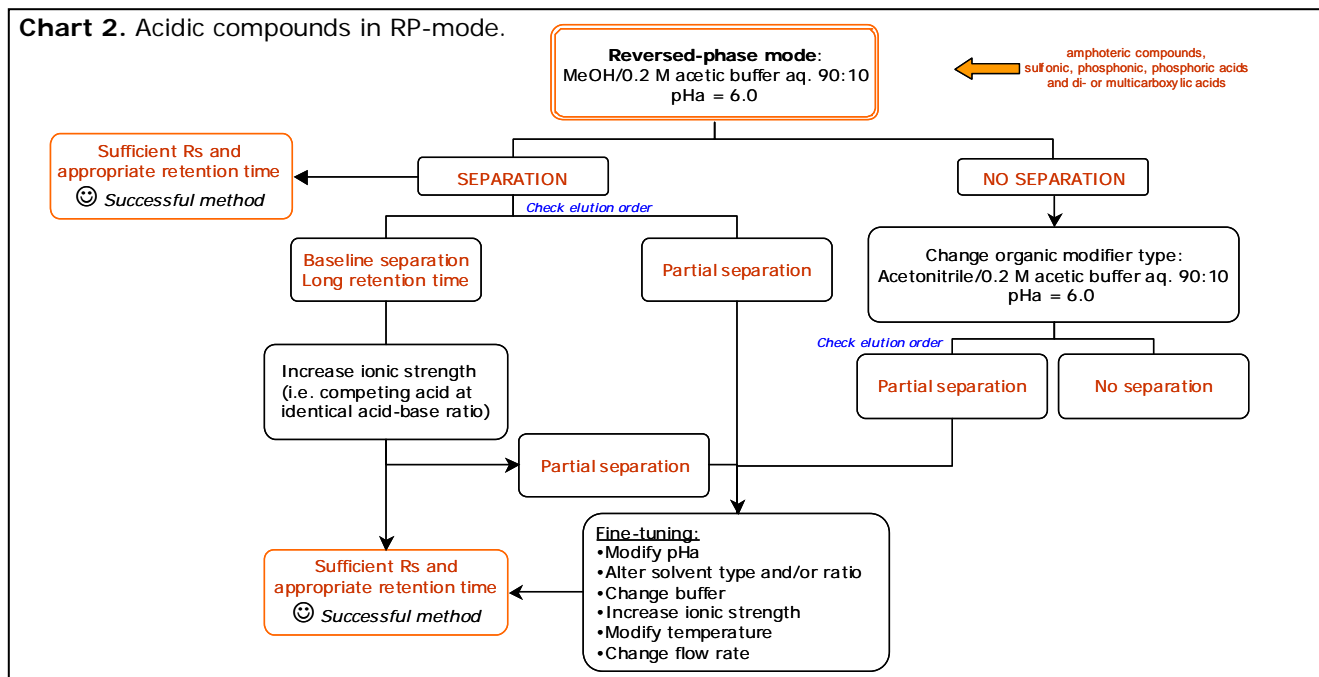 Chart 2. Acidic compounds in RP-mode.
Reversed-phase mode:
MeOH/0.2 M acetic buffer aq. 90:10
pHa = 6.0
amphoteric compounds,
sulfonic, phosphonic, phosphoric acids
and di- or multicarboxylic acids
Sufficient Rs and
appropriate retention time
☺ Successful method
SEPARATION
NO SEPARATION
Check elution order
Baseline separation
Long retention time
Partial separation
Change organic modifier type:
Acetonitrile/0.2 M acetic buffer aq. 90:10
pHa = 6.0
Check elution order
Increase ionic strength
(i.e. competing acid at
identical acid-base ratio)
Partial separation
No separation
Partial separation
Sufficient Rs and
appropriate retention time
☺ Successful method
Fine-tuning:
•Modify pHa
•Alter solvent type and/or ratio
•Change buffer
•Increase ionic strength
•Modify temperature
•Change flow rate